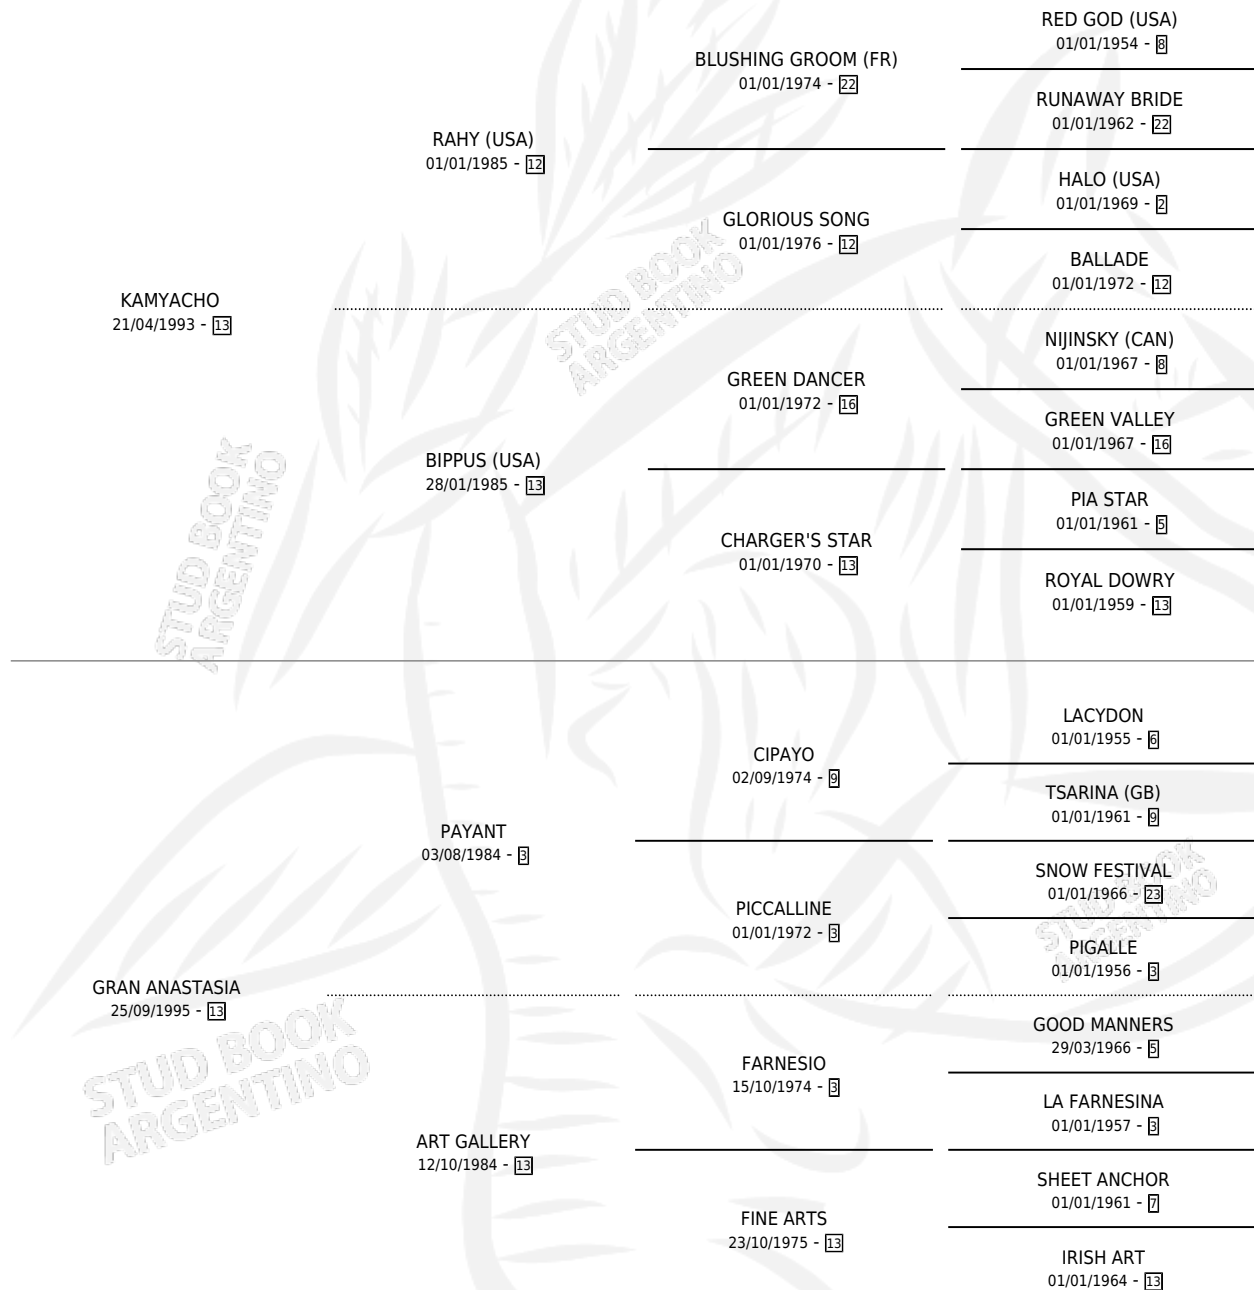 RED GOD (USA)
01/01/1954 - 8
BLUSHING GROOM (FR)
01/01/1974 - 22
RUNAWAY BRIDE
01/01/1962 - 22
RAHY (USA)
01/01/1985 - 12
HALO (USA)
01/01/1969 - 2
GLORIOUS SONG
01/01/1976 - 12
BALLADE
01/01/1972 - 12
KAMYACHO
21/04/1993 - 13
NIJINSKY (CAN)
01/01/1967 - 8
GREEN DANCER
01/01/1972 - 16
GREEN VALLEY
01/01/1967 - 16
BIPPUS (USA)
28/01/1985 - 13
PIA STAR
01/01/1961 - 5
CHARGER'S STAR
01/01/1970 - 13
ROYAL DOWRY
01/01/1959 - 13
LACYDON
01/01/1955 - 6
CIPAYO
02/09/1974 - 9
TSARINA (GB)
01/01/1961 - 9
PAYANT
03/08/1984 - 3
SNOW FESTIVAL
01/01/1966 - 23
PICCALLINE
01/01/1972 - 3
PIGALLE
01/01/1956 - 3
GRAN ANASTASIA
25/09/1995 - 13
GOOD MANNERS
29/03/1966 - 5
FARNESIO
15/10/1974 - 3
LA FARNESINA
01/01/1957 - 3
ART GALLERY
12/10/1984 - 13
SHEET ANCHOR
01/01/1961 - 7
FINE ARTS
23/10/1975 - 13
IRISH ART
01/01/1964 - 13
STUD BOOK
ARGENTINO
STUD BOOK
ARGENTINO
STUD BOOK
ARGENTINO
STUD BOOK
ARGENTINO